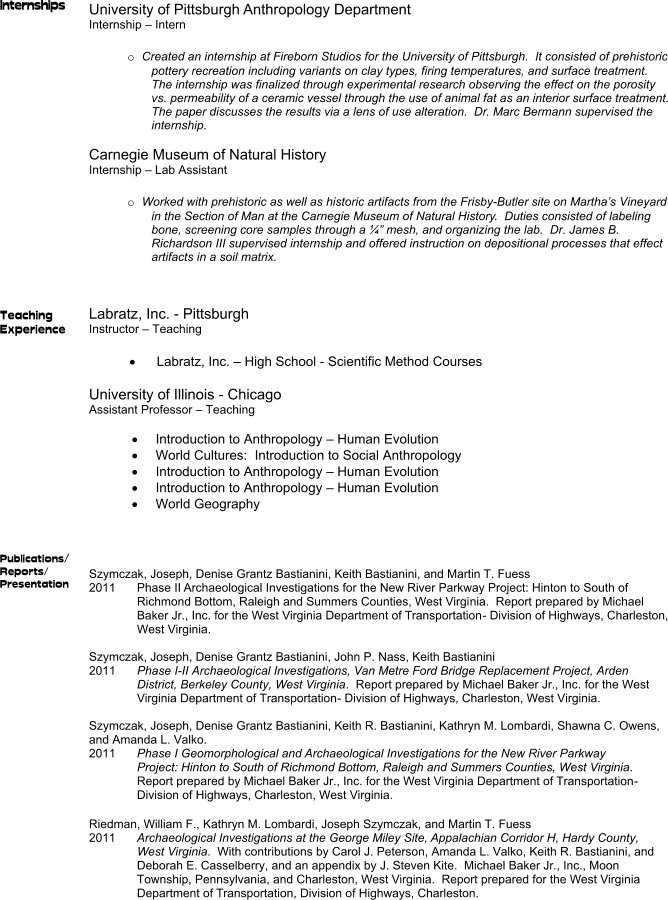 Internships
University of Pittsburgh Anthropology Department
Internship – Intern
o Created an internship at Fireborn Studios for the University of Pittsburgh. It consisted of prehistoric
pottery recreation including variants on clay types, firing temperatures, and surface treatment.
The internship was finalized through experimental research observing the effect on the porosity
vs. permeability of a ceramic vessel through the use of animal fat as an interior surface treatment.
The paper discusses the results via a lens of use alteration. Dr. Marc Bermann supervised the
internship.
Carnegie Museum of Natural History
Internship – Lab Assistant
o Worked with prehistoric as well as historic artifacts from the Frisby-Butler site on Martha’s Vineyard
in the Section of Man at the Carnegie Museum of Natural History. Duties consisted of labeling
bone, screening core samples through a ¼” mesh, and organizing the lab. Dr. James B.
Richardson III supervised internship and offered instruction on depositional processes that effect
artifacts in a soil matrix.
Teaching
Experience
Labratz, Inc. - Pittsburgh
Instructor – Teaching
• Labratz, Inc. – High School - Scientific Method Courses
University of Illinois - Chicago
Assistant Professor – Teaching
• Introduction to Anthropology – Human Evolution
• World Cultures: Introduction to Social Anthropology
• Introduction to Anthropology – Human Evolution
• Introduction to Anthropology – Human Evolution
• World Geography
Publications/
Reports/
Presentation
Szymczak, Joseph, Denise Grantz Bastianini, Keith Bastianini, and Martin T. Fuess
2011 Phase II Archaeological Investigations for the New River Parkway Project: Hinton to South of
Richmond Bottom, Raleigh and Summers Counties, West Virginia. Report prepared by Michael
Baker Jr., Inc. for the West Virginia Department of Transportation- Division of Highways, Charleston,
West Virginia.
Szymczak, Joseph, Denise Grantz Bastianini, John P. Nass, Keith Bastianini
2011 Phase I-II Archaeological Investigations, Van Metre Ford Bridge Replacement Project, Arden
District, Berkeley County, West Virginia. Report prepared by Michael Baker Jr., Inc. for the West
Virginia Department of Transportation- Division of Highways, Charleston, West Virginia.
Szymczak, Joseph, Denise Grantz Bastianini, Keith R. Bastianini, Kathryn M. Lombardi, Shawna C. Owens,
and Amanda L. Valko.
2011 Phase I Geomorphological and Archaeological Investigations for the New River Parkway
Project: Hinton to South of Richmond Bottom, Raleigh and Summers Counties, West Virginia.
Report prepared by Michael Baker Jr., Inc. for the West Virginia Department of Transportation-
Division of Highways, Charleston, West Virginia.
Riedman, William F., Kathryn M. Lombardi, Joseph Szymczak, and Martin T. Fuess
2011 Archaeological Investigations at the George Miley Site, Appalachian Corridor H, Hardy County,
West Virginia. With contributions by Carol J. Peterson, Amanda L. Valko, Keith R. Bastianini, and
Deborah E. Casselberry, and an appendix by J. Steven Kite. Michael Baker Jr., Inc., Moon
Township, Pennsylvania, and Charleston, West Virginia. Report prepared for the West Virginia
Department of Transportation, Division of Highways, Charleston.